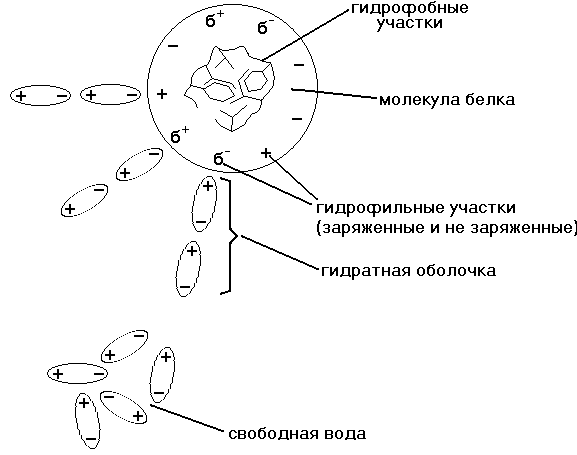 гидрофобные
участки
б+
б−
−
−
+ − + −
+
молекула белка
−
б+
б−
+
+ −
+ −
+
−
гидрофильные участки
(заряженные и не заряженные)
+
−
гидратная оболочка
+ −
+ −
+
−
− +
+
−
свободная вода